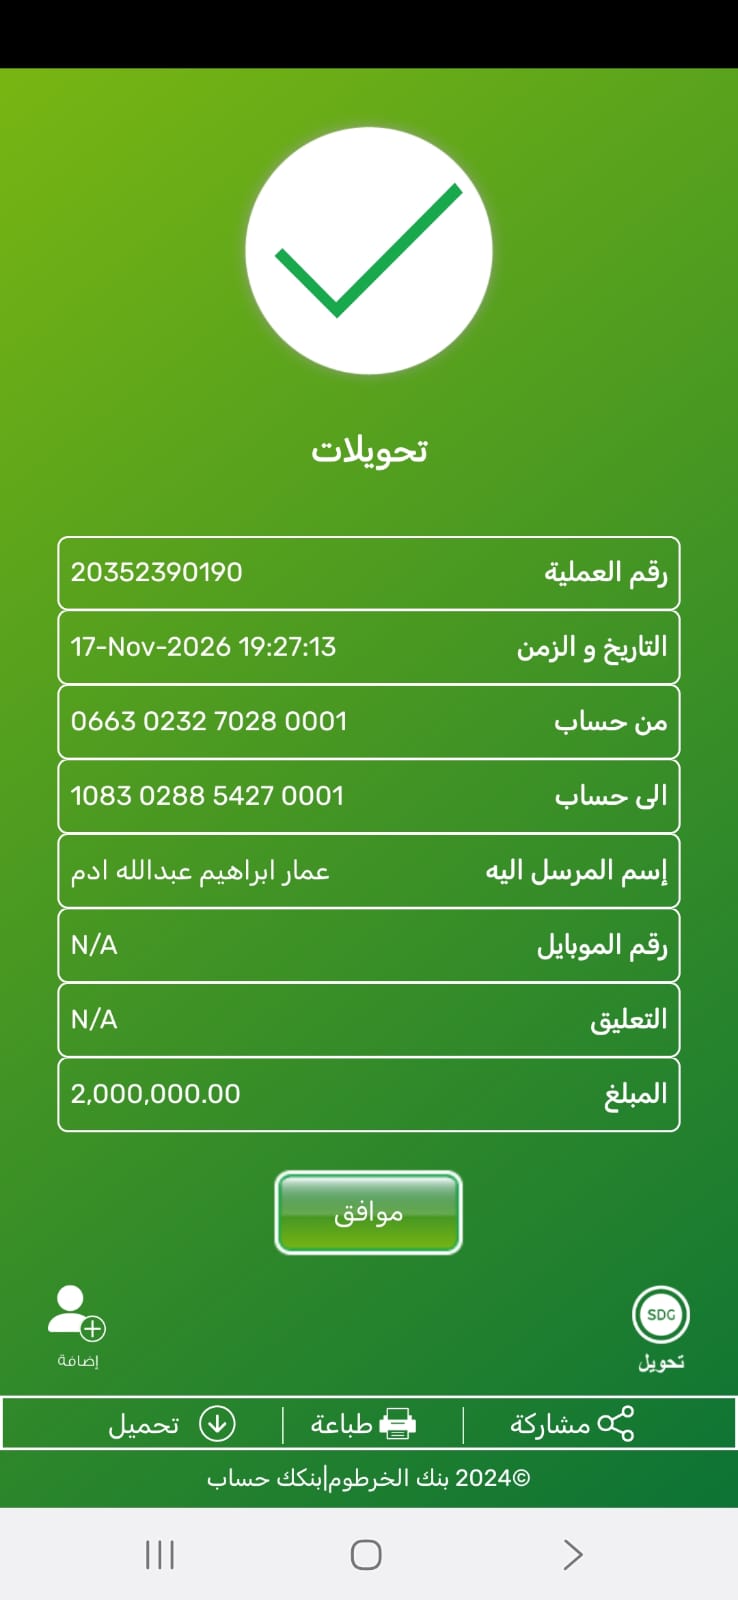 تحويلات
رقم العملية 20352390190
التاريخ و الزمن 17-Nov-2026 19:27:13
من حساب 0663 0232 7028 0001
الى حساب 1083 0288 5427 0001
إسم المرسل اليه عمار ابراهيم عبدالله ادم
رقم الموبايل N/A
التعليق N/A
المبلغ 2,000,000.00
موافق
SDG
تحويل
إضافة
مشاركة | طباعة | تحميل
©2024 بنك الخرطوم|بنكك حساب